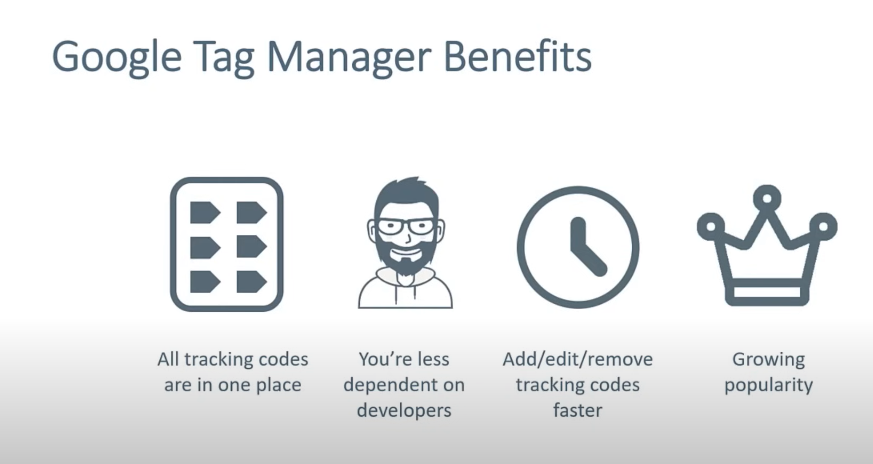 Google Tag Manager Benefits
All tracking codes
are in one place
You're less
dependent on
developers
Add/edit/remove
tracking codes
faster
Growing
popularity